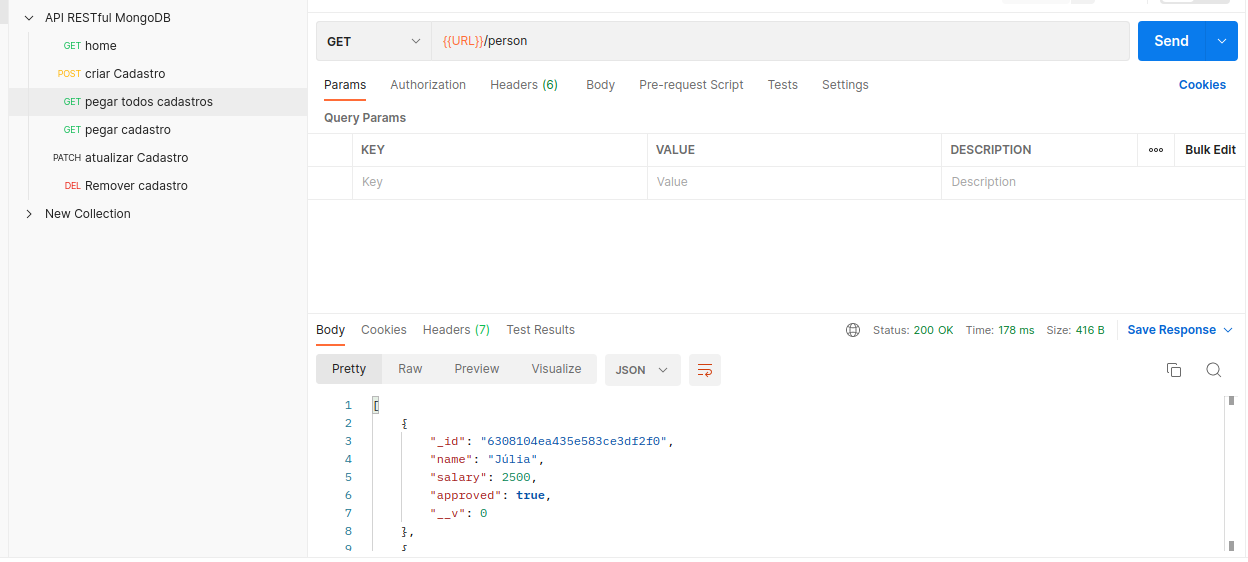 API RESTful MongoDB
GET home
POST criar Cadastro
GET pegar todos cadastros
GET pegar cadastro
PATCH atualizar Cadastro
DEL Remover cadastro
New Collection
GET {{URL}}/person Send
Params Authorization Headers (6) Body Pre-request Script Tests Settings Cookies
Query Params
KEY VALUE DESCRIPTION ooo Bulk Edit
Key Value Description
Body Cookies Headers (7) Test Results Status: 200 OK Time: 178 ms Size: 416 B Save Response
Pretty Raw Preview Visualize JSON
1 [
2 {
3 "_id": "6308104ea435e583ce3df2f0",
4 "name": "Júlia",
5 "salary": 2500,
6 "approved": true,
7 "__v": 0
8 },
9 {